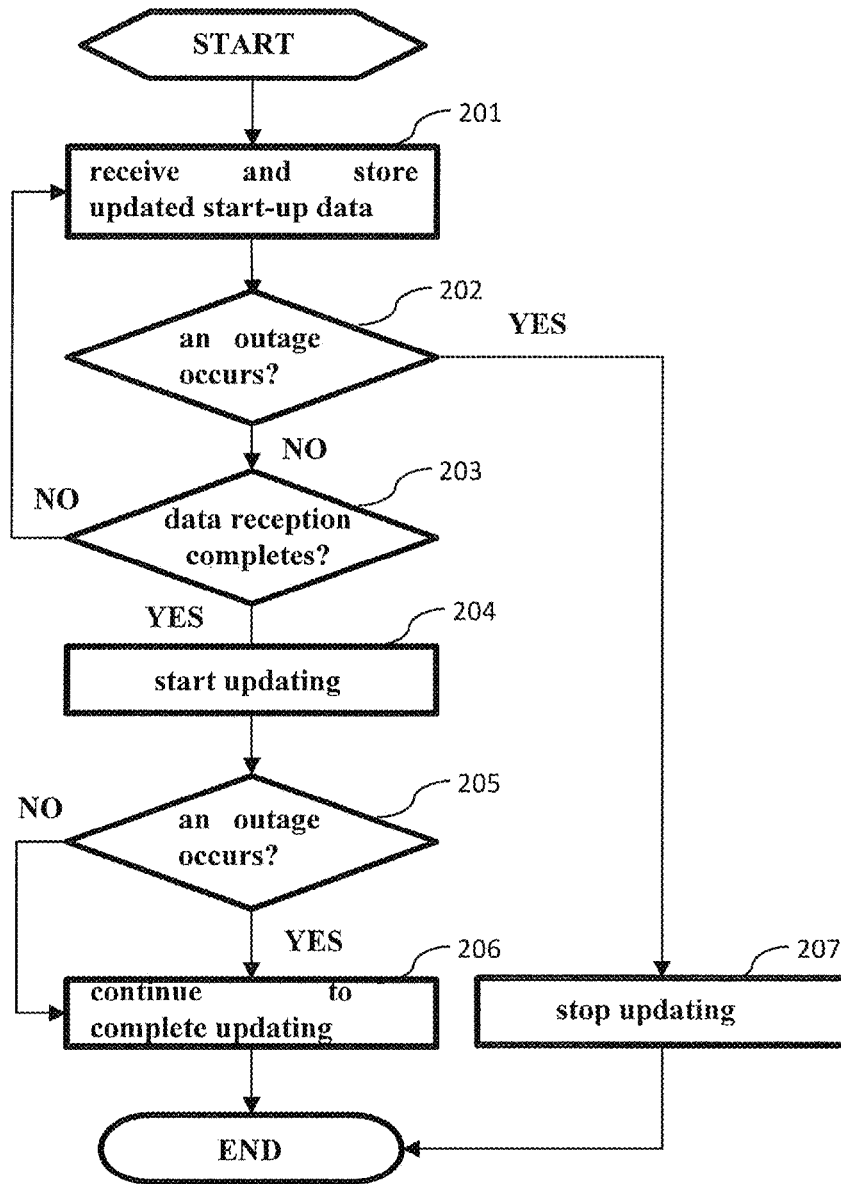 START
201
receive and store
updated start-up data
202
an outage
occurs?
YES
NO
203
NO
data reception
completes?
YES
204
start updating
205
NO
an outage
occurs?
YES
206
207
continue to
complete updating
stop updating
END